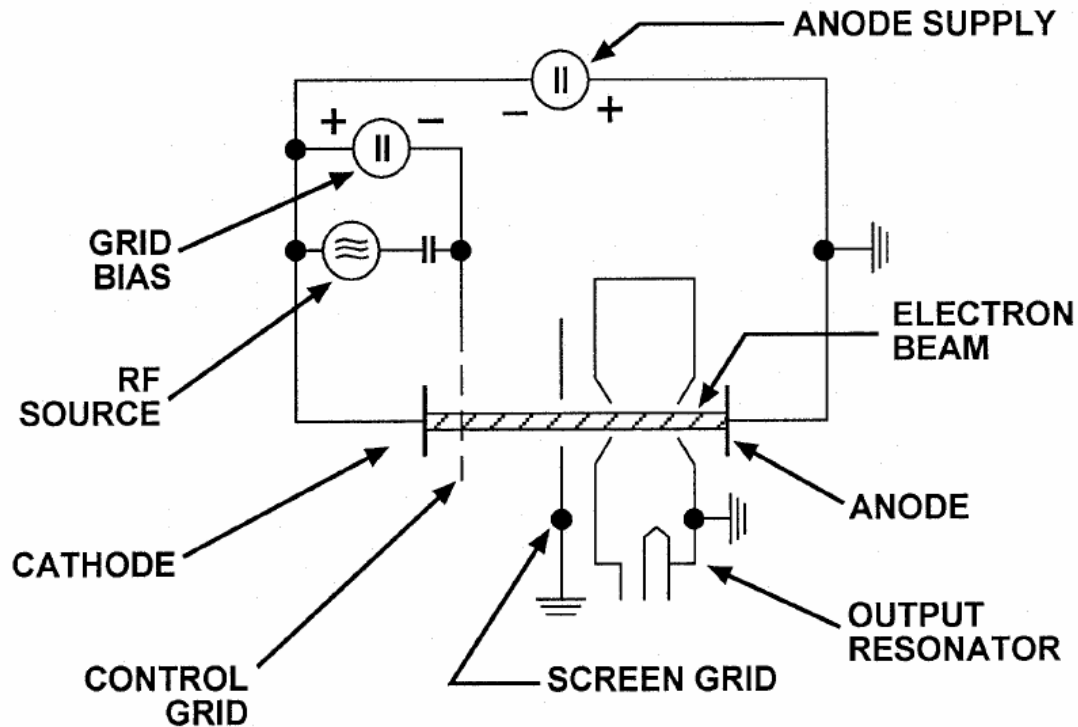 ANODE SUPPLY
− +
+ −
GRID
BIAS
RF
SOURCE
ELECTRON
BEAM
ANODE
CATHODE
OUTPUT
RESONATOR
CONTROL
GRID
SCREEN GRID